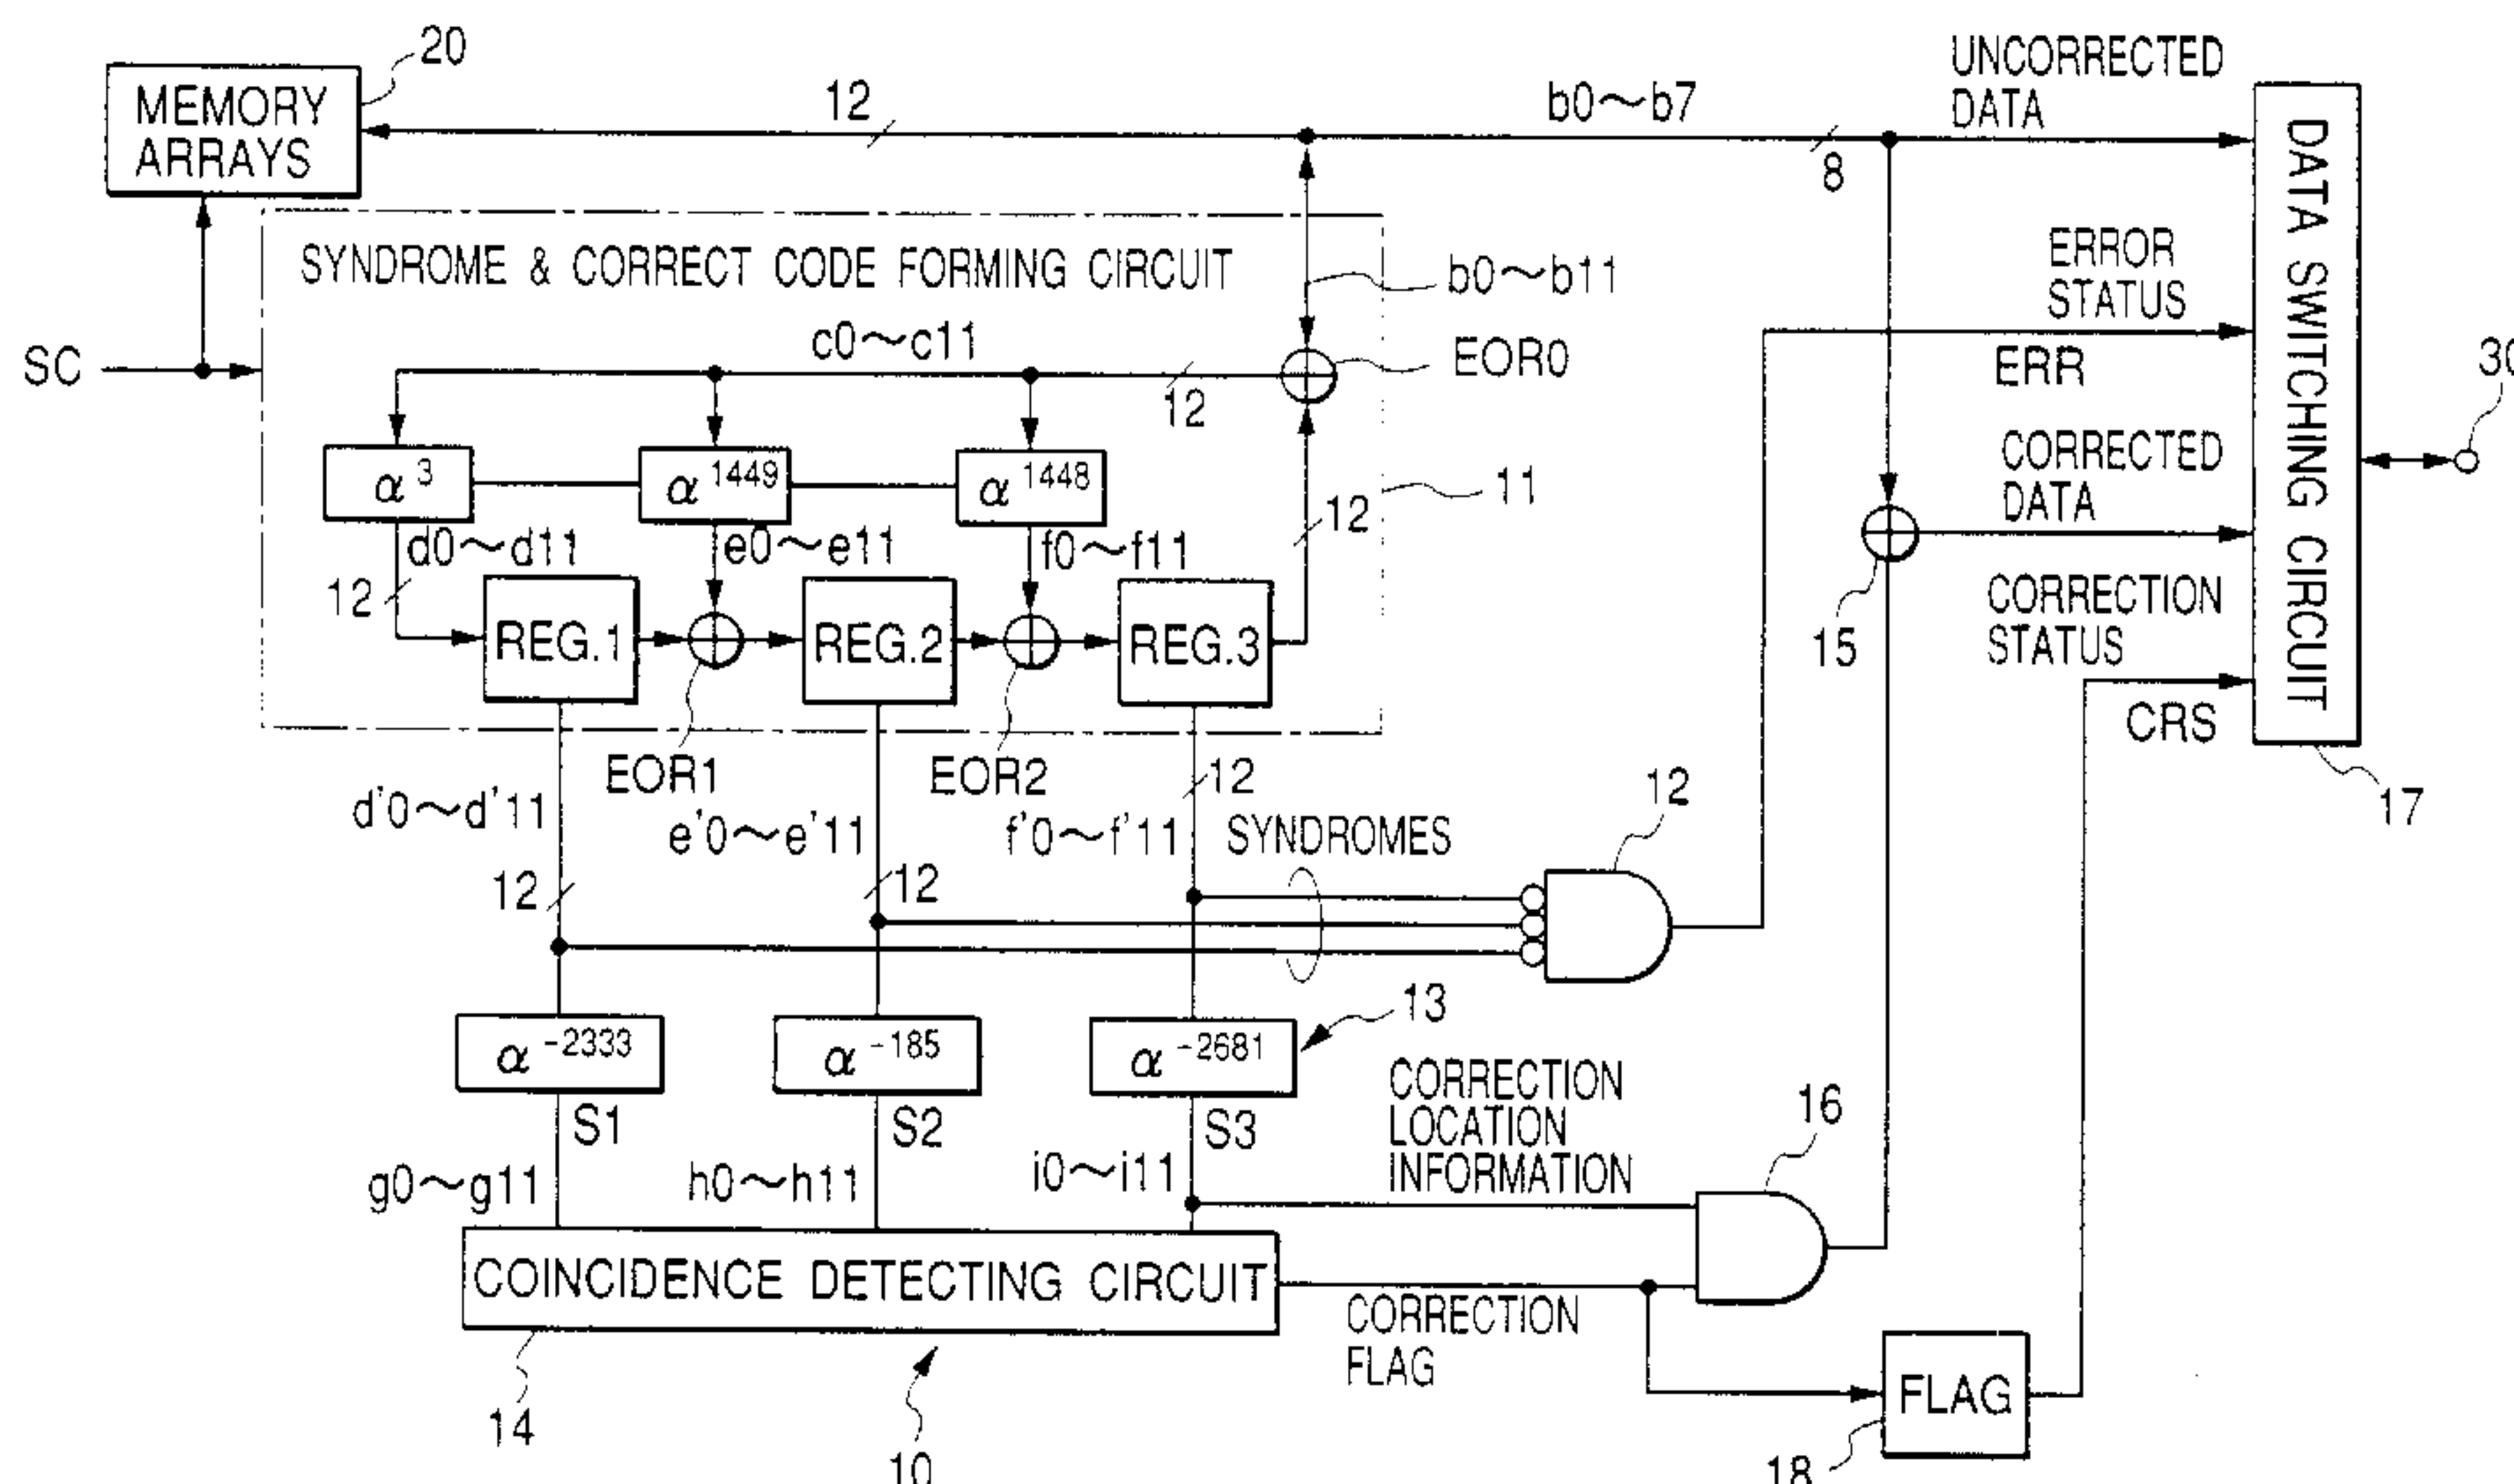 20
MEMORY
ARRAYS
12
b0~b7
8
UNCORRECTED
DATA
DATA SWITCHING CIRCUIT
SYNDROME & CORRECT CODE FORMING CIRCUIT
b0~b11
ERROR
STATUS
ERR
SC
c0~c11
12
EOR0
30
α3
α1449
α1448
11
12
CORRECTED
DATA
d0~d11
e0~e11
f0~f11
12
REG.1
REG.2
REG.3
15
CORRECTION
STATUS
CRS
EOR1
EOR2
12
12
17
d'0~d'11
e'0~e'11
f'0~f'11
SYNDROMES
12
12
13
α-2333
α-185
α-2681
S1
S2
S3
CORRECTION
LOCATION
INFORMATION
16
g0~g11
h0~h11
i0~i11
COINCIDENCE DETECTING CIRCUIT
CORRECTION
FLAG
FLAG
14
10
18